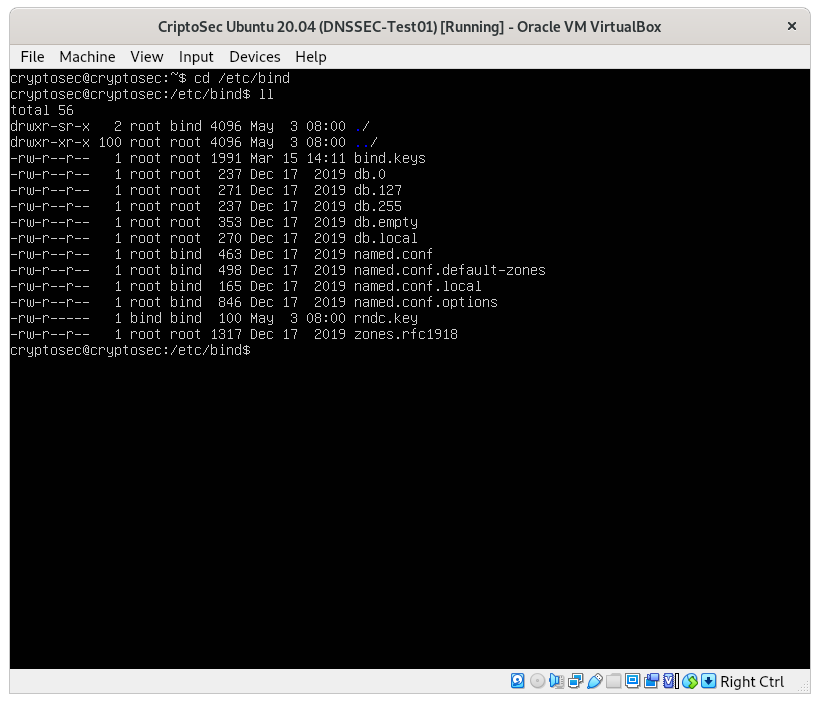 CriptoSec Ubuntu 20.04 (DNSSEC-Test01) [Running] - Oracle VM VirtualBox
File Machine View Input Devices Help
cryptosec@cryptosec:~$ cd /etc/bind
cryptosec@cryptosec:/etc/bind$ ll
total 56
drwxr-sr-x   2 root bind 4096 May  3 08:00 ./
drwxr-xr-x 100 root root 4096 May  3 08:00 ../
-rw-r--r--   1 root root 1991 Mar 15 14:11 bind.keys
-rw-r--r--   1 root root  237 Dec 17  2019 db.0
-rw-r--r--   1 root root  271 Dec 17  2019 db.127
-rw-r--r--   1 root root  237 Dec 17  2019 db.255
-rw-r--r--   1 root root  353 Dec 17  2019 db.empty
-rw-r--r--   1 root root  270 Dec 17  2019 db.local
-rw-r--r--   1 root bind  463 Dec 17  2019 named.conf
-rw-r--r--   1 root bind  498 Dec 17  2019 named.conf.default-zones
-rw-r--r--   1 root bind  165 Dec 17  2019 named.conf.local
-rw-r--r--   1 root bind  846 Dec 17  2019 named.conf.options
-rw-r-----   1 bind bind  100 May  3 08:00 rndc.key
-rw-r--r--   1 root root 1317 Dec 17  2019 zones.rfc1918
cryptosec@cryptosec:/etc/bind$
Right Ctrl